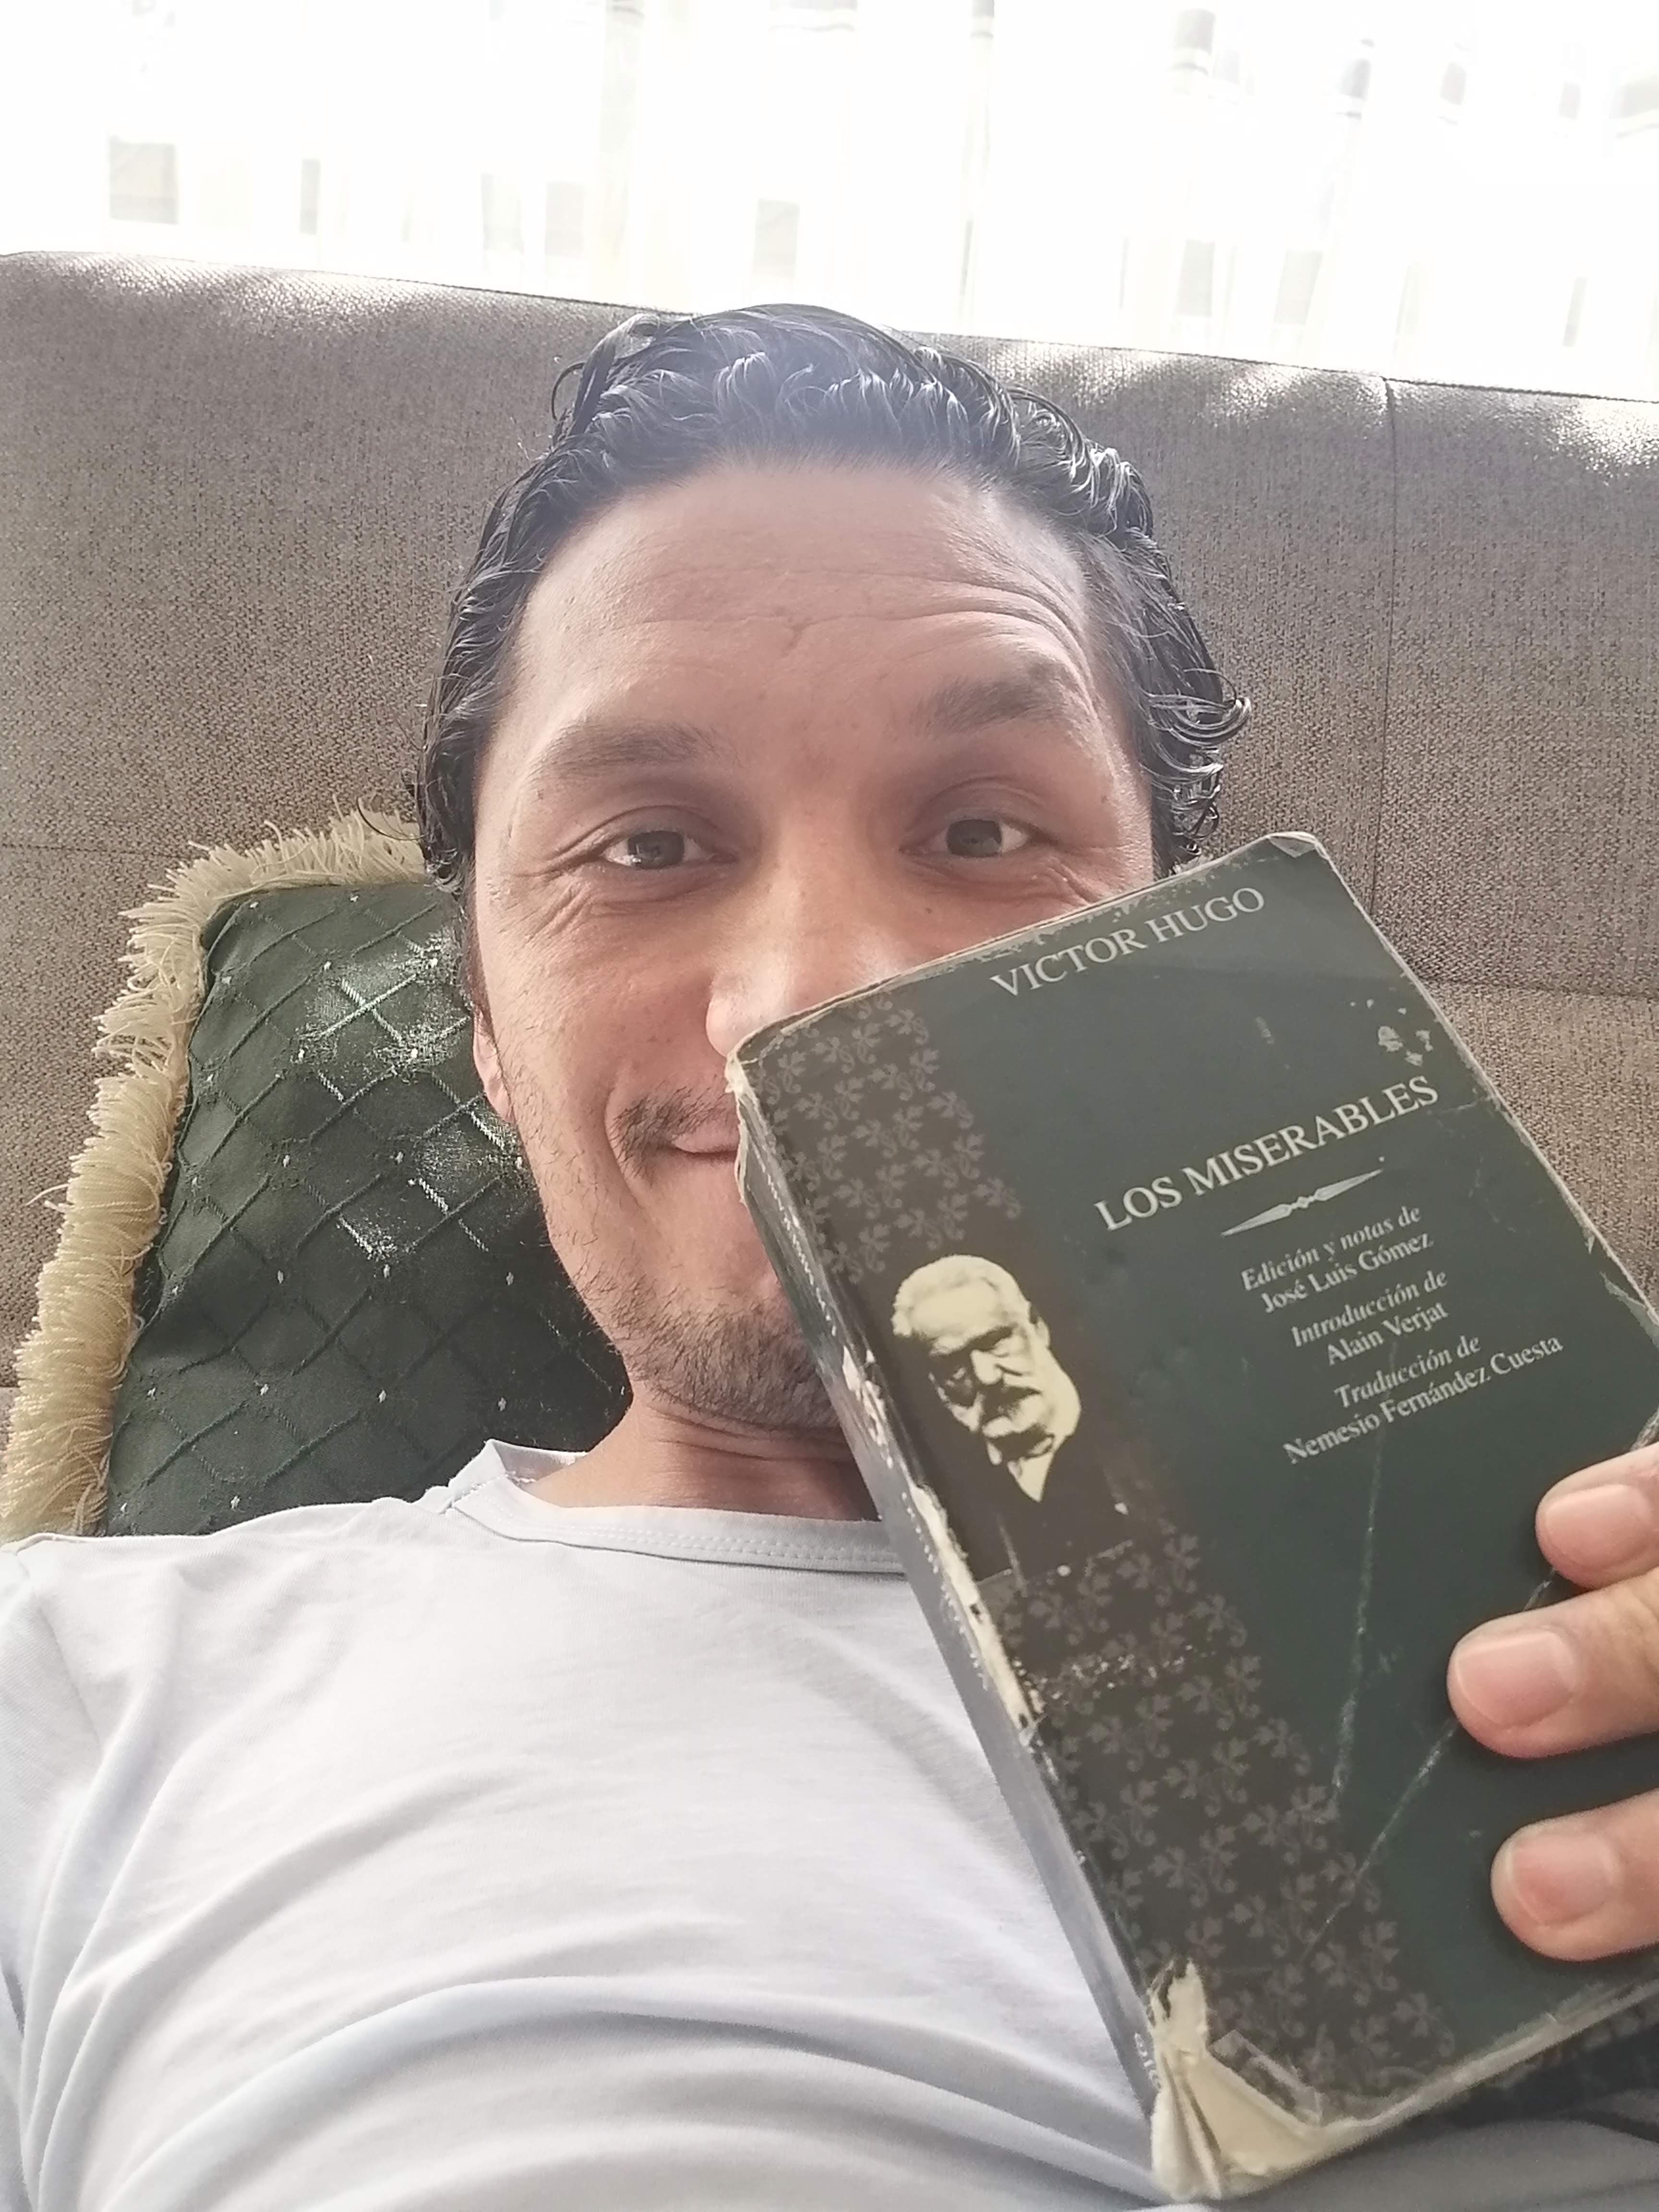 VICTOR HUGO
LOS MISERABLES
Edición y notas de
José Luis Gómez
Introducción de
Alain Verjat
Traducción de
Nemesio Fernández Cuesta